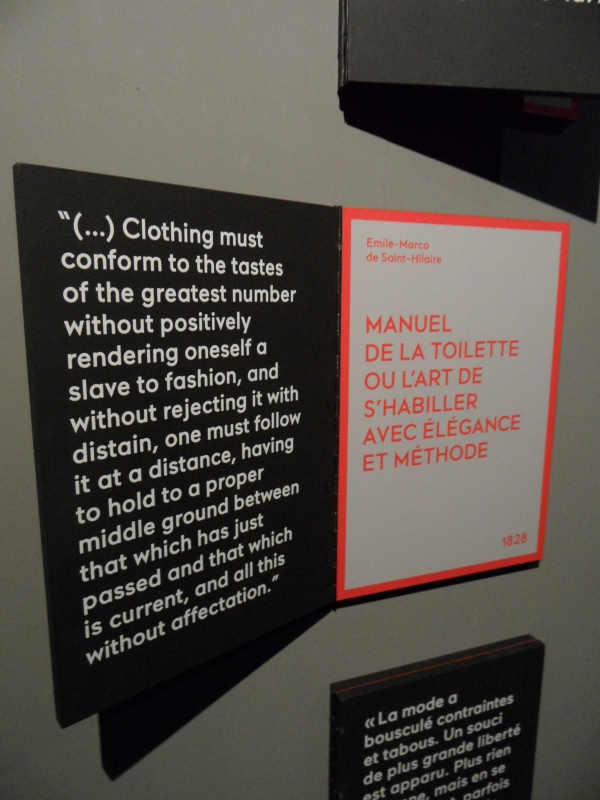 “(...) Clothing must
conform to the tastes
of the greatest number
without positively
rendering oneself a
slave to fashion, and
without rejecting it with
distain, one must follow
it at a distance, having
to hold to a proper
middle ground between
that which has just
passed and that which
is current, and all this
without affectation.”
Emile-Marco
de Saint-Hilaire
MANUEL
DE LA TOILETTE
OU L’ART DE
S’HABILLER
AVEC ÉLÉGANCE
ET MÉTHODE
1828
«La mode a
bousculé contraintes
et tabous. Un souci
de plus grande liberté
est apparu. Plus rien
mais en se
parfois